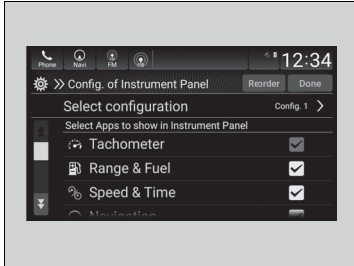 Phone Navi FM
12:34
Config. of Instrument Panel Reorder Done
Select configuration Config. 1
Select Apps to show in Instrument Panel
Tachometer
Range & Fuel
Speed & Time
Navigation